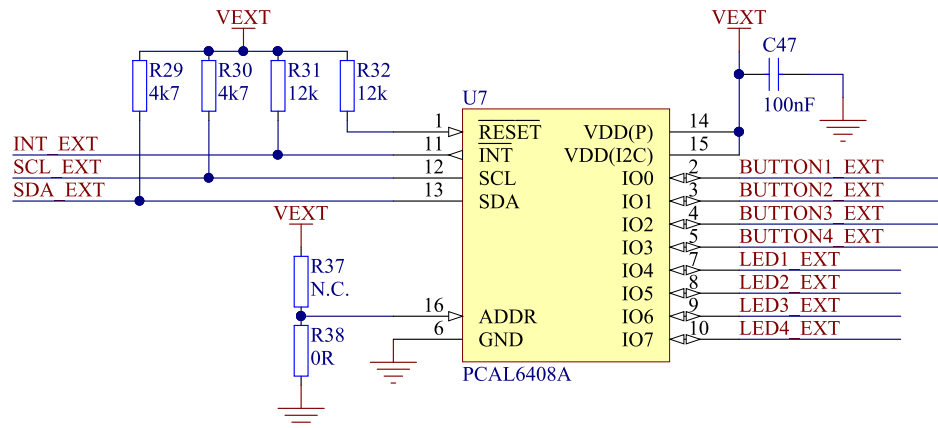 VEXT
VEXT
R29
4k7
R30
4k7
R31
12k
R32
12k
C47
100nF
U7
1
RESET
VDD(P)
14
INT_EXT
11
INT
VDD(I2C)
15
SCL_EXT
12
SCL
IO0
2
BUTTON1_EXT
SDA_EXT
13
SDA
IO1
3
BUTTON2_EXT
IO2
4
BUTTON3_EXT
VEXT
IO3
5
BUTTON4_EXT
R37
N.C.
IO4
7
LED1_EXT
IO5
8
LED2_EXT
16
ADDR
IO6
9
LED3_EXT
R38
0R
6
GND
IO7
10
LED4_EXT
PCAL6408A